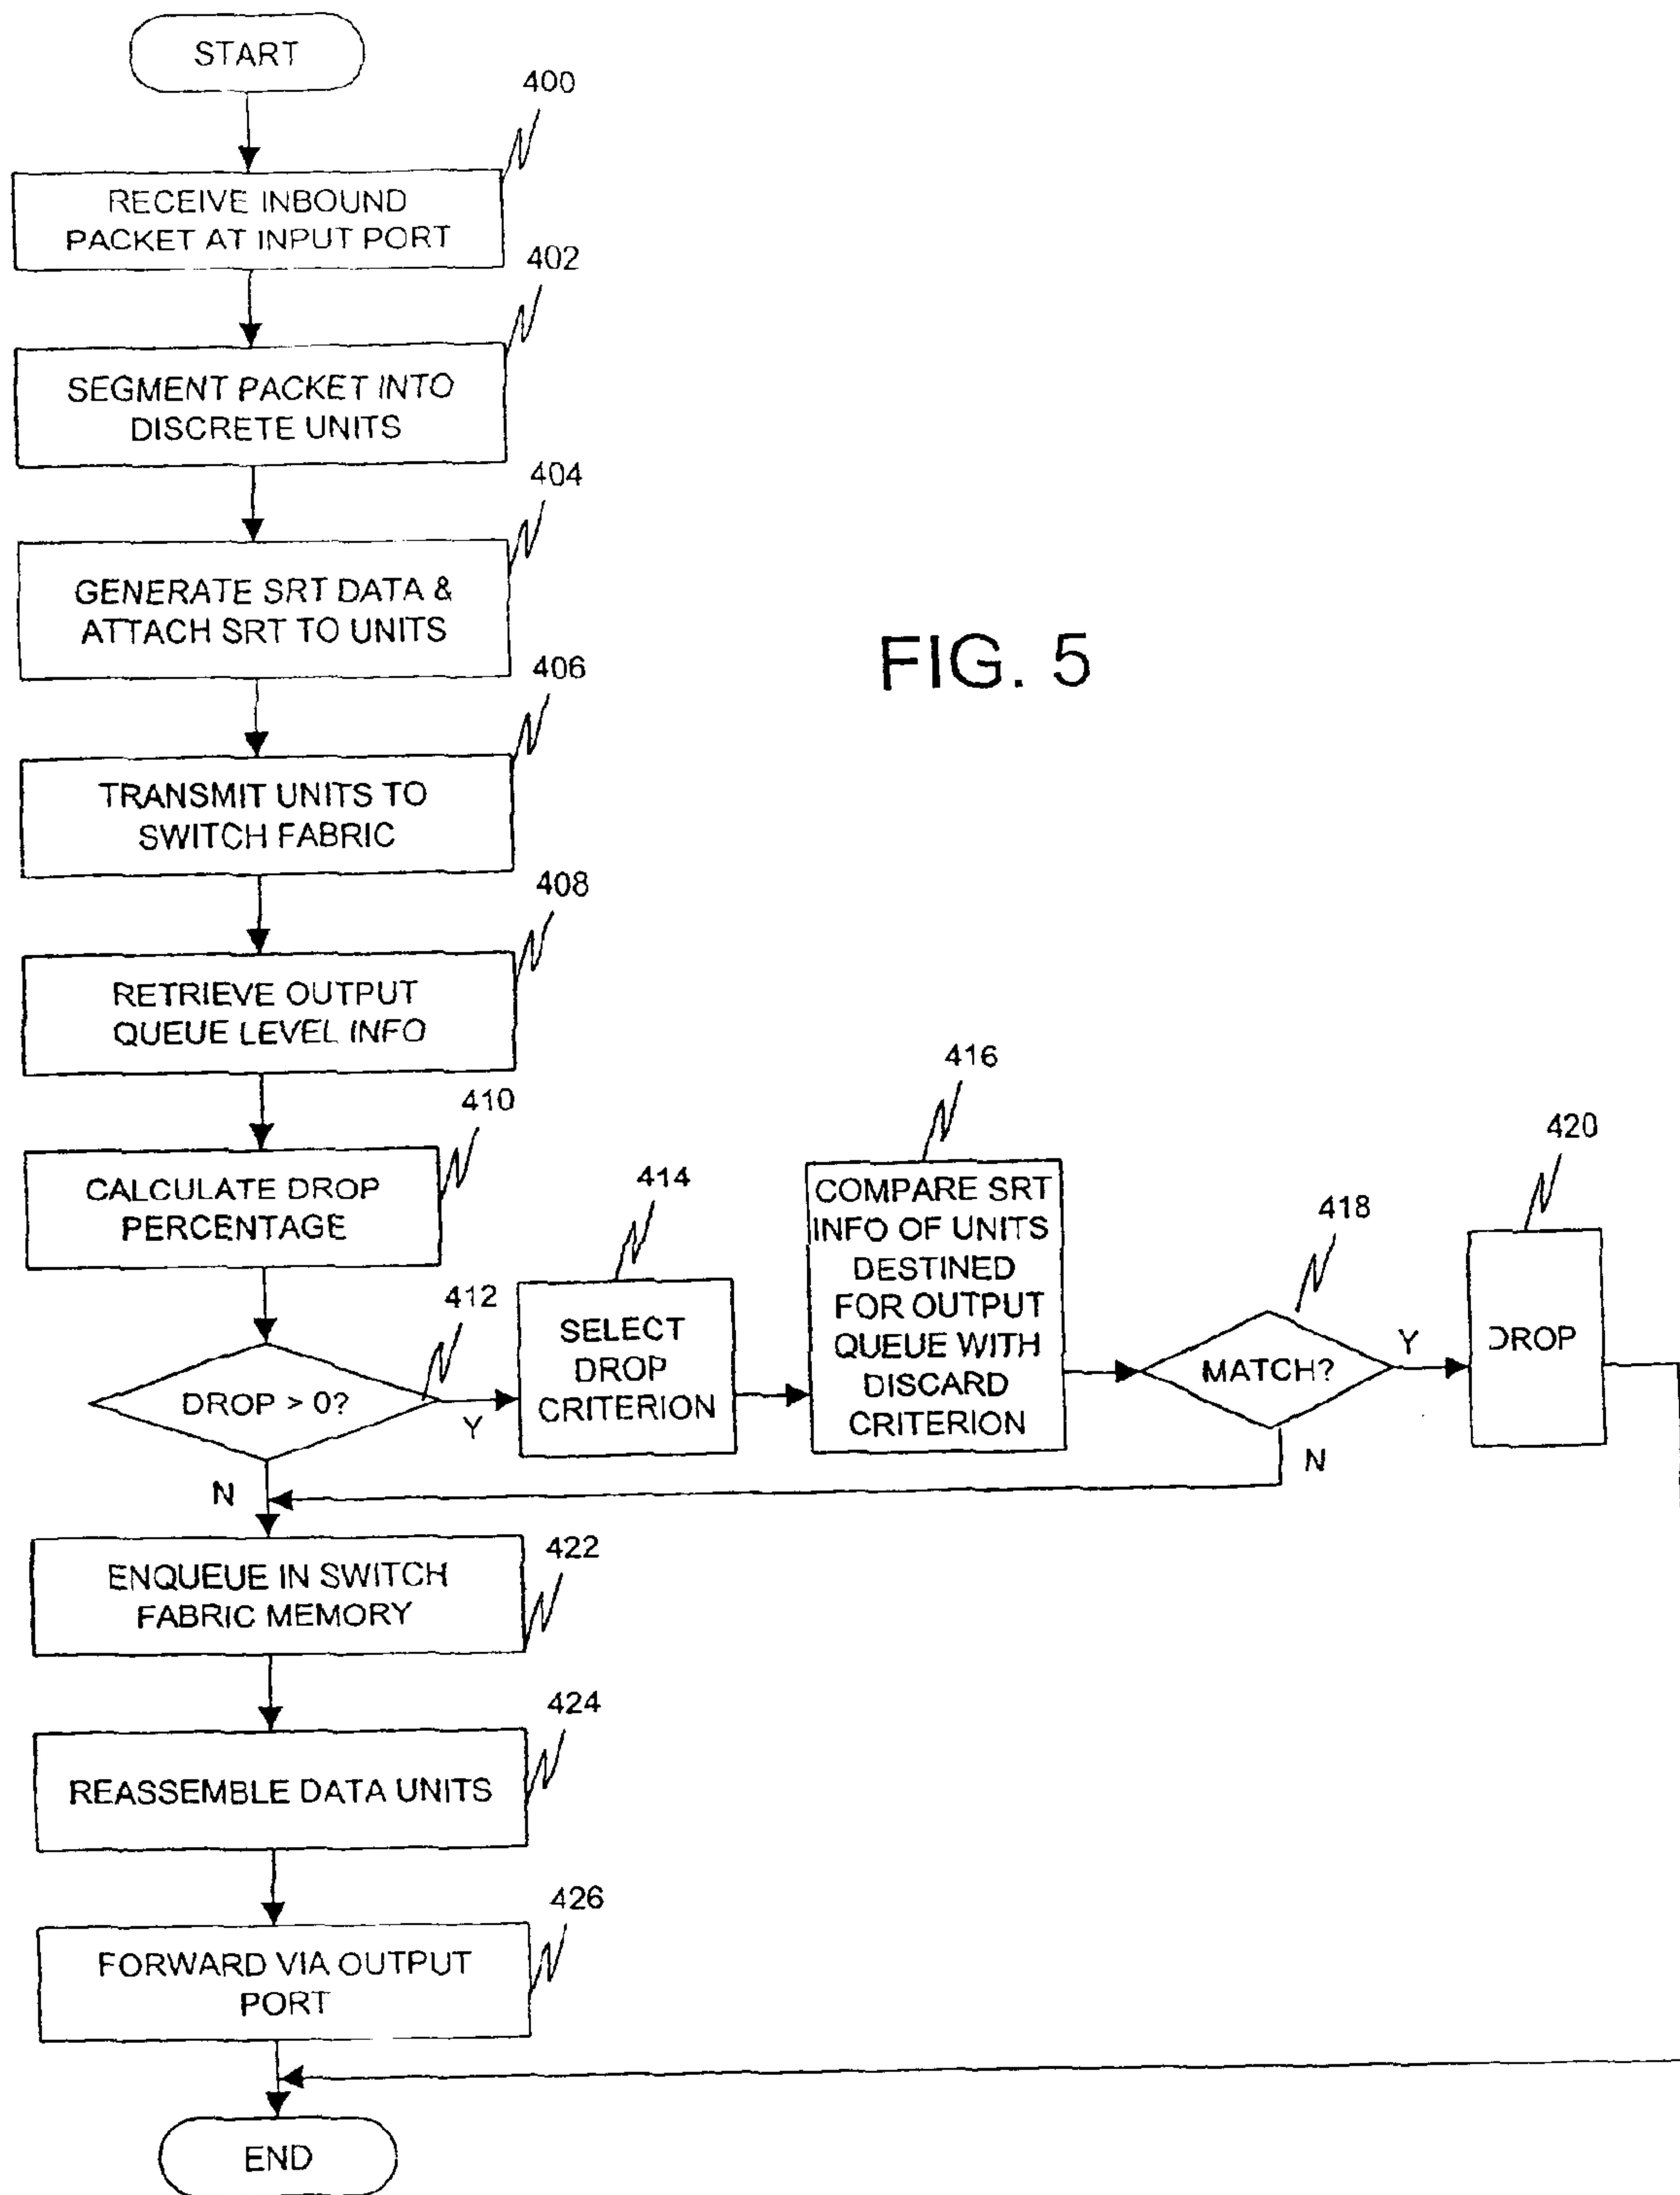 START
400
RECEIVE INBOUND
PACKET AT INPUT PORT
402
SEGMENT PACKET INTO
DISCRETE UNITS
404
GENERATE SRT DATA &
ATTACH SRT TO UNITS
FIG. 5
406
TRANSMIT UNITS TO
SWITCH FABRIC
408
RETRIEVE OUTPUT
QUEUE LEVEL INFO
410
CALCULATE DROP
PERCENTAGE
412
DROP > 0?
Y
N
414
SELECT
DROP
CRITERION
416
COMPARE SRT
INFO OF UNITS
DESTINED
FOR OUTPUT
QUEUE WITH
DISCARD
CRITERION
418
MATCH?
Y
N
420
DROP
422
ENQUEUE IN SWITCH
FABRIC MEMORY
424
REASSEMBLE DATA UNITS
426
FORWARD VIA OUTPUT
PORT
END